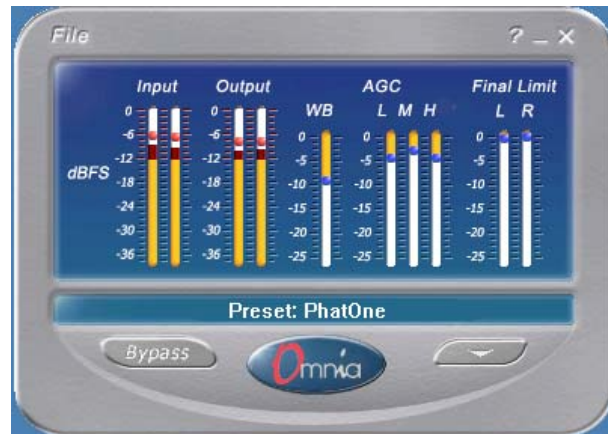 File ? _ X
Input Output AGC Final Limit
WB L M H L R
dBFS
0 0 0 0 0
-6 -6 -5 -5 -5
-12 -12 -10 -10 -10
-18 -18 -15 -15 -15
-24 -24 -20 -20 -20
-30 -30 -25 -25 -25
-36 -36
Preset: PhatOne
Bypass Omnia